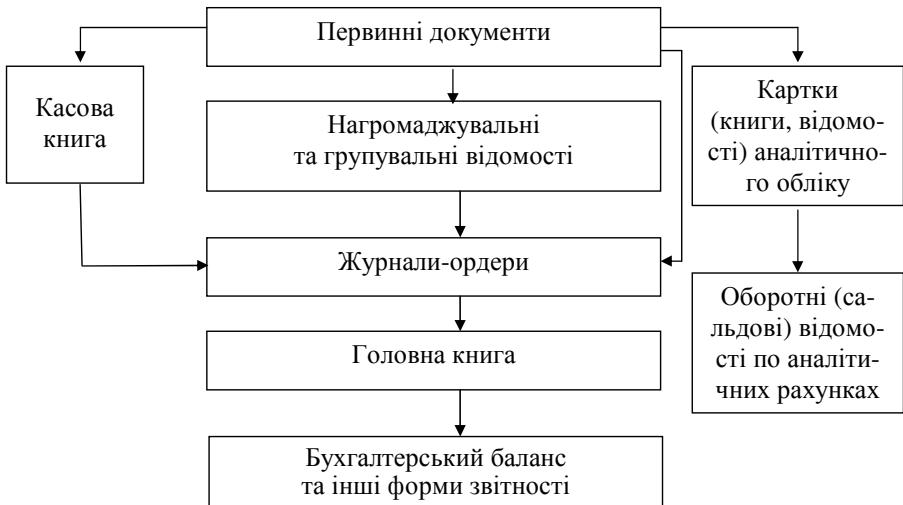 Первинні документи
Касова
книга
Нагромаджувальні
та групувальні відомості
Картки
(книги, відомо-
сті) аналітично-
го обліку
Журнали-ордери
Оборотні (са-
льдові) відомо-
сті по аналіти-
чних рахунках
Головна книга
Бухгалтерський баланс
та інші форми звітності